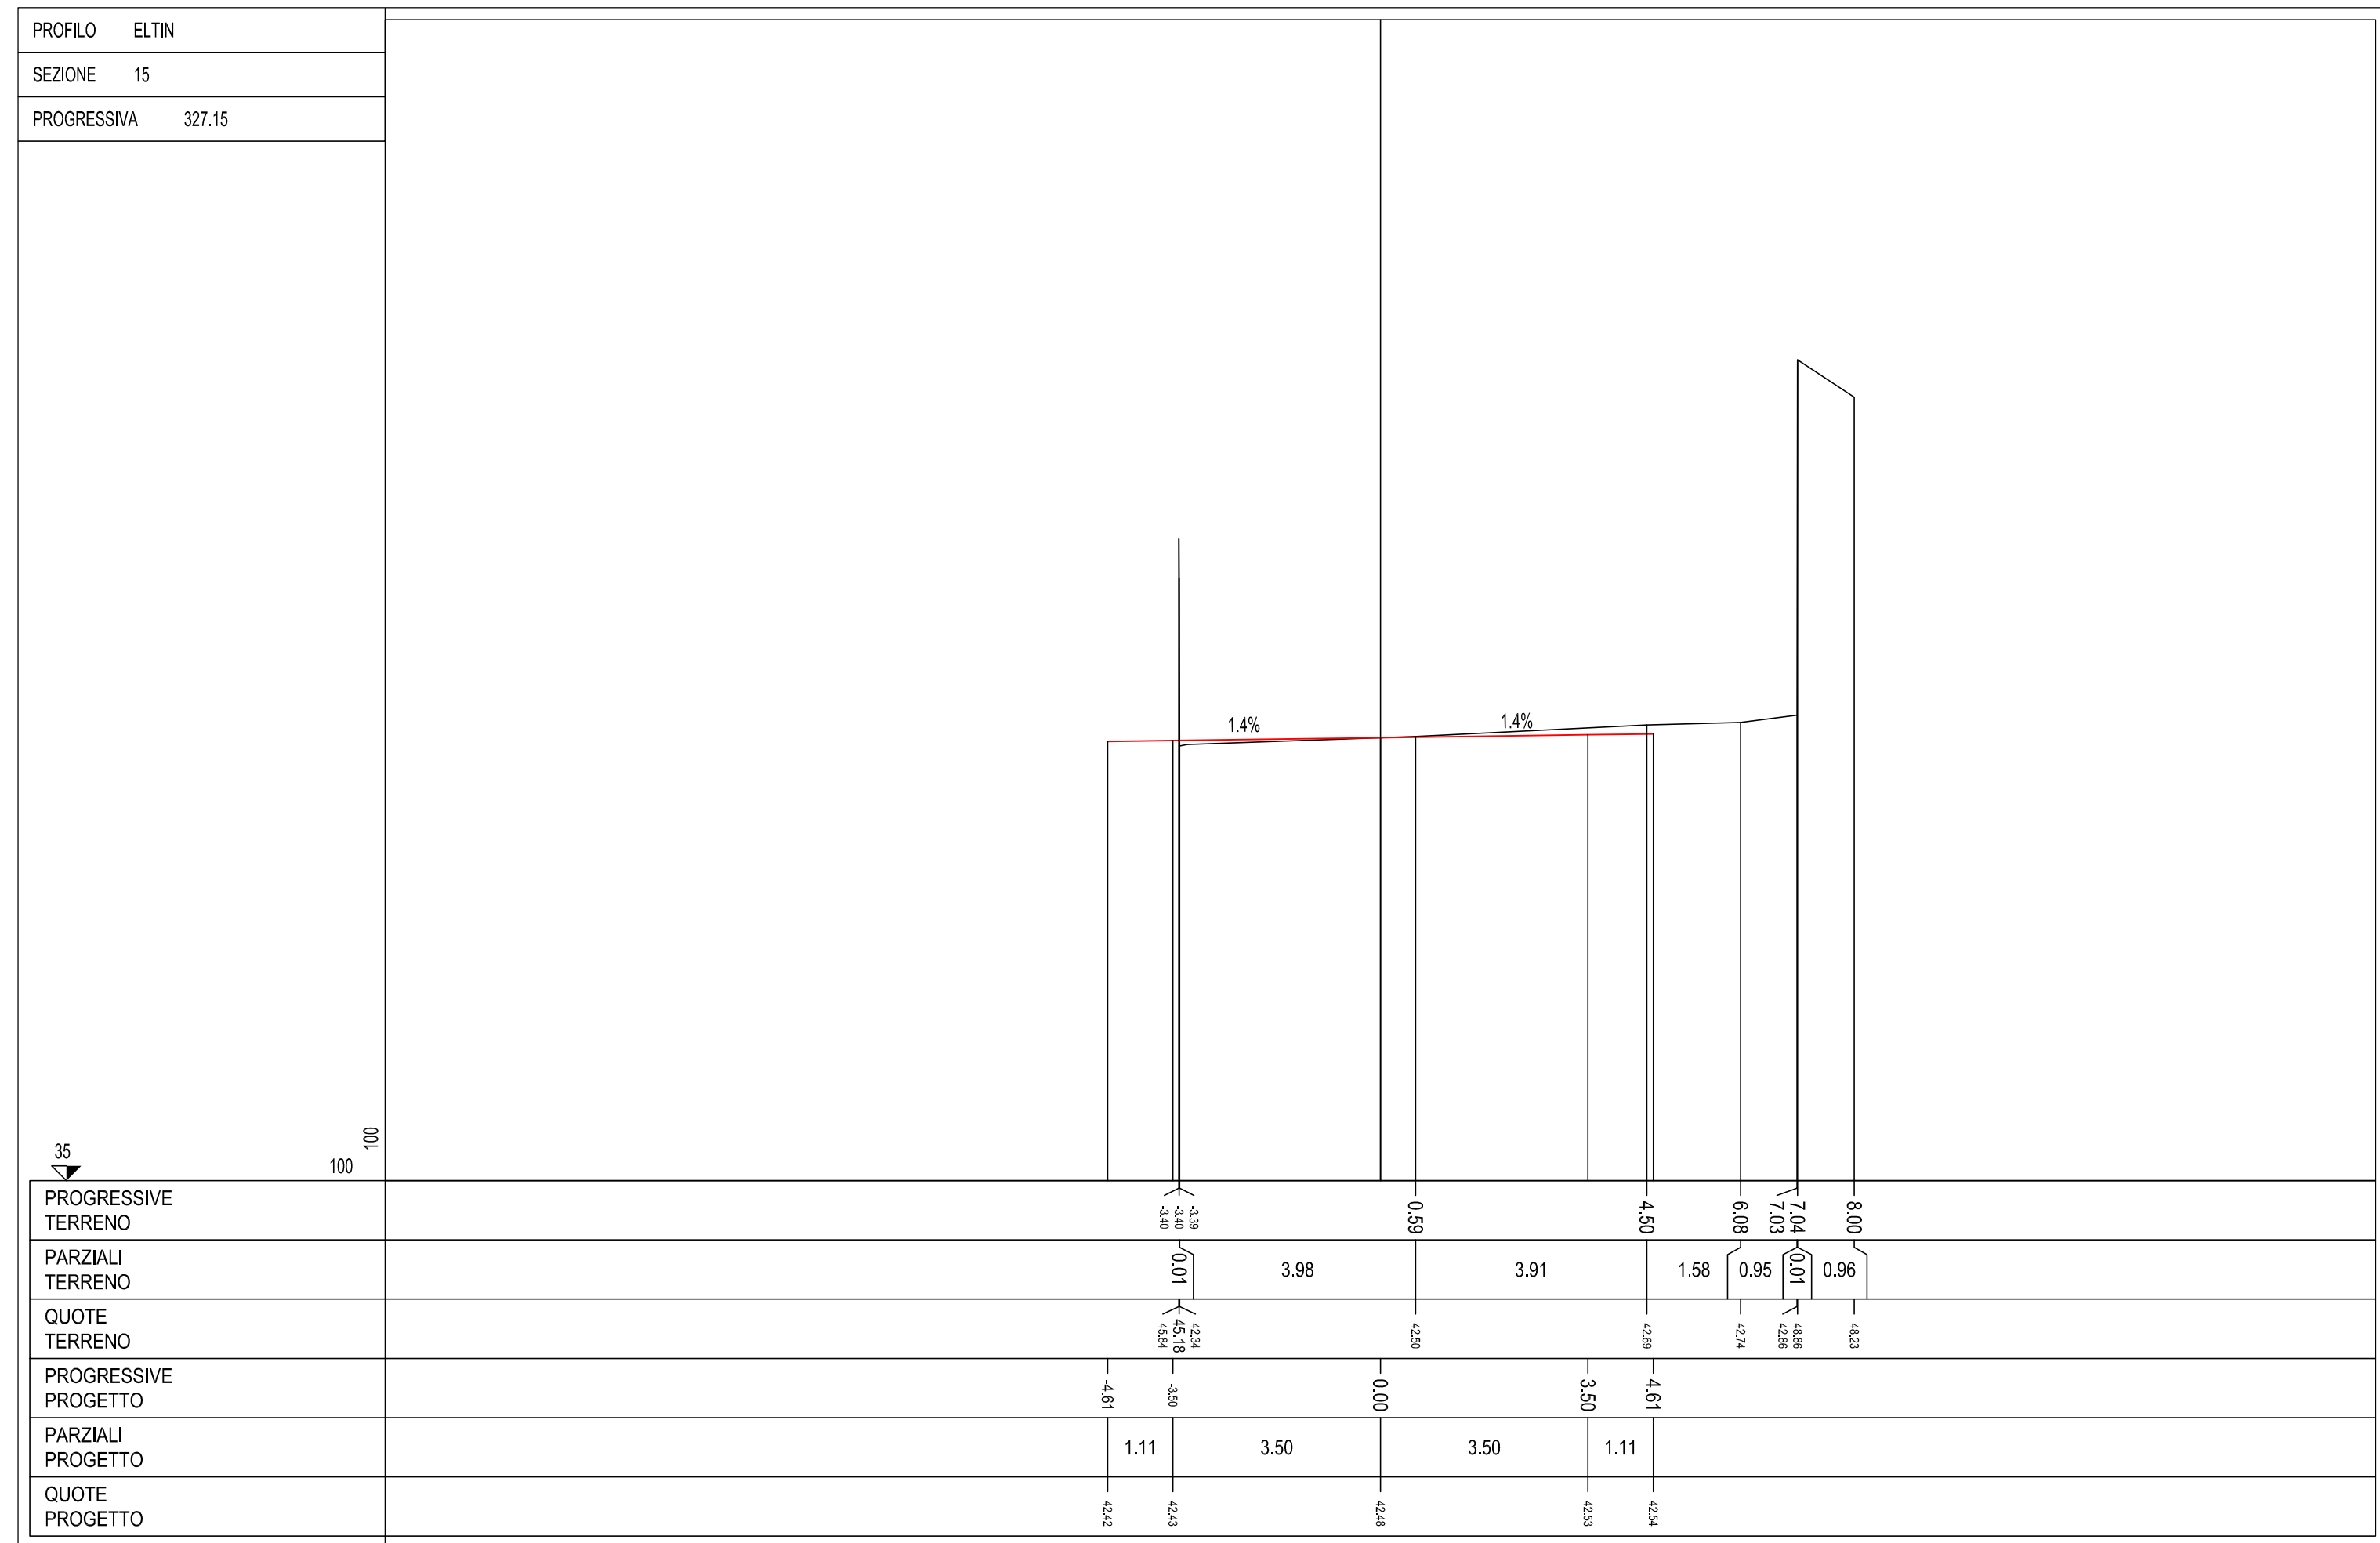 PROFILO ELTIN
SEZIONE 15
PROGRESSIVA 327.15
1.4% 1.4%
35
100
100
PROGRESSIVE
TERRENO
-3.40 -3.40 -3.39 0.59 4.50 6.08 7.03 7.04 8.00
PARZIALI
TERRENO
0.01 3.98 3.91 1.58 0.95 0.01 0.96
QUOTE
TERRENO
45.84 45.18 42.34 42.50 42.69 42.74 42.86 48.86 48.23
PROGRESSIVE
PROGETTO
-4.61 -3.50 0.00 3.50 4.61
PARZIALI
PROGETTO
1.11 3.50 3.50 1.11
QUOTE
PROGETTO
42.42 42.43 42.48 42.53 42.54